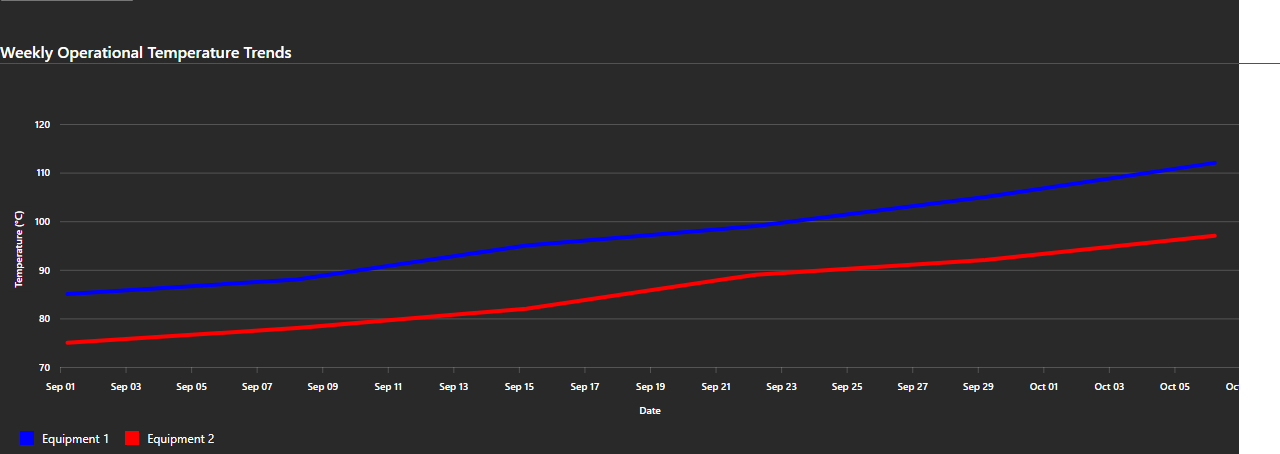 Weekly Operational Temperature Trends
120
110
100
90
80
70
Temperature (°C)
Sep 01 Sep 03 Sep 05 Sep 07 Sep 09 Sep 11 Sep 13 Sep 15 Sep 17 Sep 19 Sep 21 Sep 23 Sep 25 Sep 27 Sep 29 Oct 01 Oct 03 Oct 05
Date
Equipment 1 Equipment 2